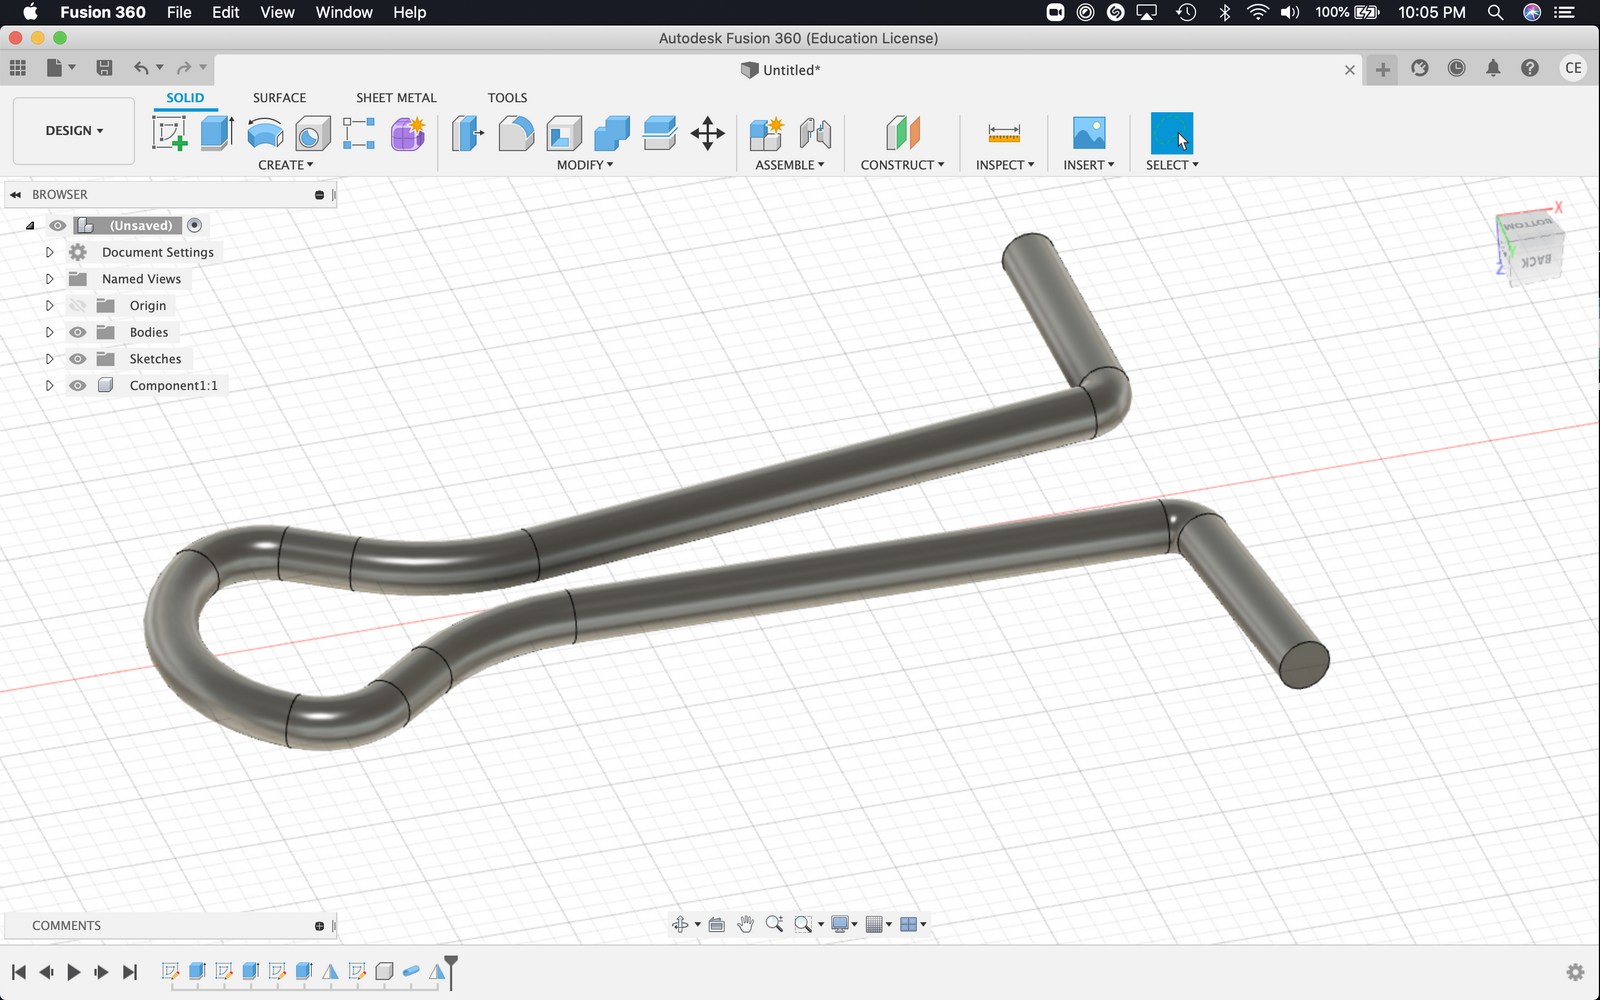 Fusion 360 File Edit View Window Help 100% 10:05 PM
Autodesk Fusion 360 (Education License)
Untitled* CE
SOLID SURFACE SHEET METAL TOOLS
DESIGN
CREATE MODIFY ASSEMBLE CONSTRUCT INSPECT INSERT SELECT
BROWSER
(Unsaved)
Document Settings
Named Views
Origin
Bodies
Sketches
Component1:1
X
BOTTOM
Y
Z
BACK
COMMENTS